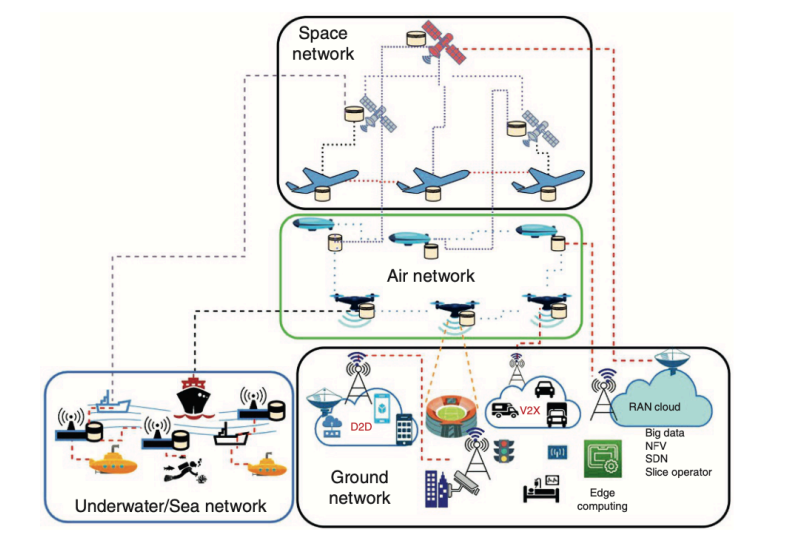 Space
network
Air network
D2D
V2X
RAN cloud
Big data
NFV
SDN
Slice operator
Ground
network
Edge
computing
Underwater/Sea network